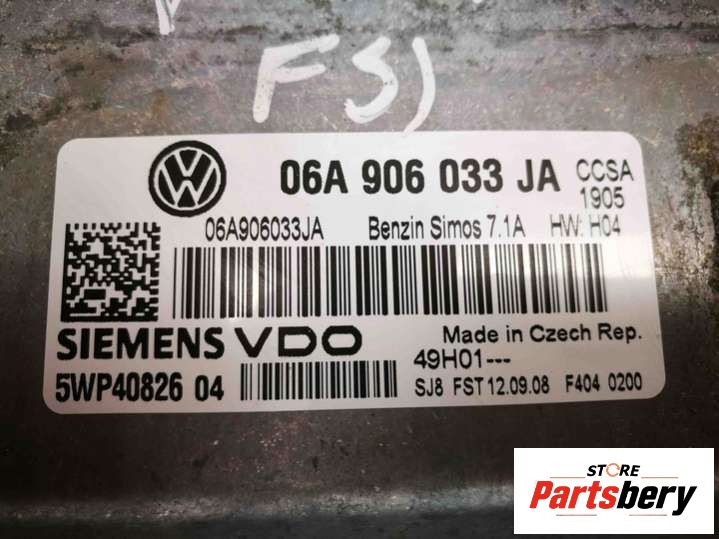 FSI
06A 906 033 JA CCSA
1905
06A906033JA Benzin Simos 7.1A HW: H04
SIEMENS VDO Made in Czech Rep.
49H01---
5WP40826 04 SJ8 FST 12.09.08 F404 0200
STORE
Partsbery